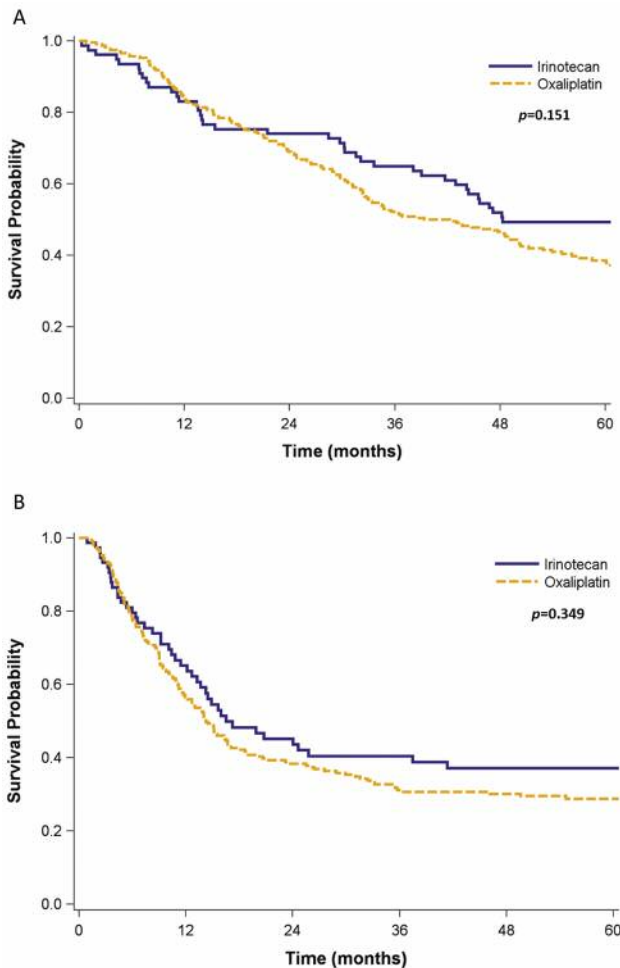 A
1.0
0.8
0.6
0.4
0.2
0.0
Survival Probability
Irinotecan
Oxaliplatin
p=0.151
0 12 24 36 48 60
Time (months)
B
1.0
0.8
0.6
0.4
0.2
0.0
Survival Probability
Irinotecan
Oxaliplatin
p=0.349
0 12 24 36 48 60
Time (months)